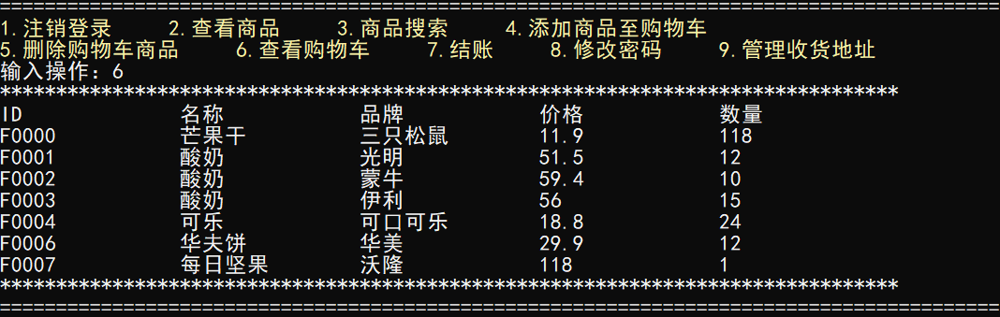 ================================================================================
1.注销登录 2.查看商品 3.商品搜索 4.添加商品至购物车
5.删除购物车商品 6.查看购物车 7.结账 8.修改密码 9.管理收货地址
输入操作：6
********************************************************************************
ID 名称 品牌 价格 数量
F0000 芒果干 三只松鼠 11.9 118
F0001 酸奶 光明 51.5 12
F0002 酸奶 蒙牛 59.4 10
F0003 酸奶 伊利 56 15
F0004 可乐 可口可乐 18.8 24
F0006 华夫饼 华美 29.9 12
F0007 每日坚果 沃隆 118 1
********************************************************************************
================================================================================